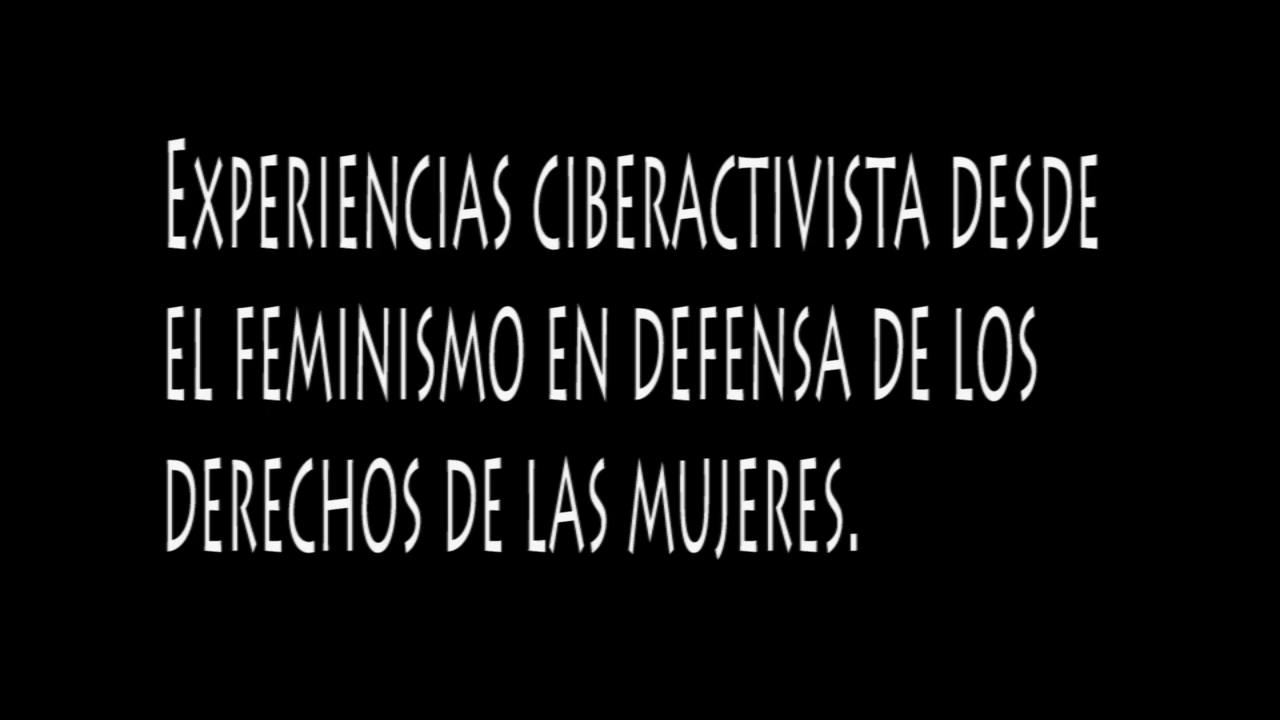 Experiencias ciberactivista desde
el feminismo en defensa de los
derechos de las mujeres.